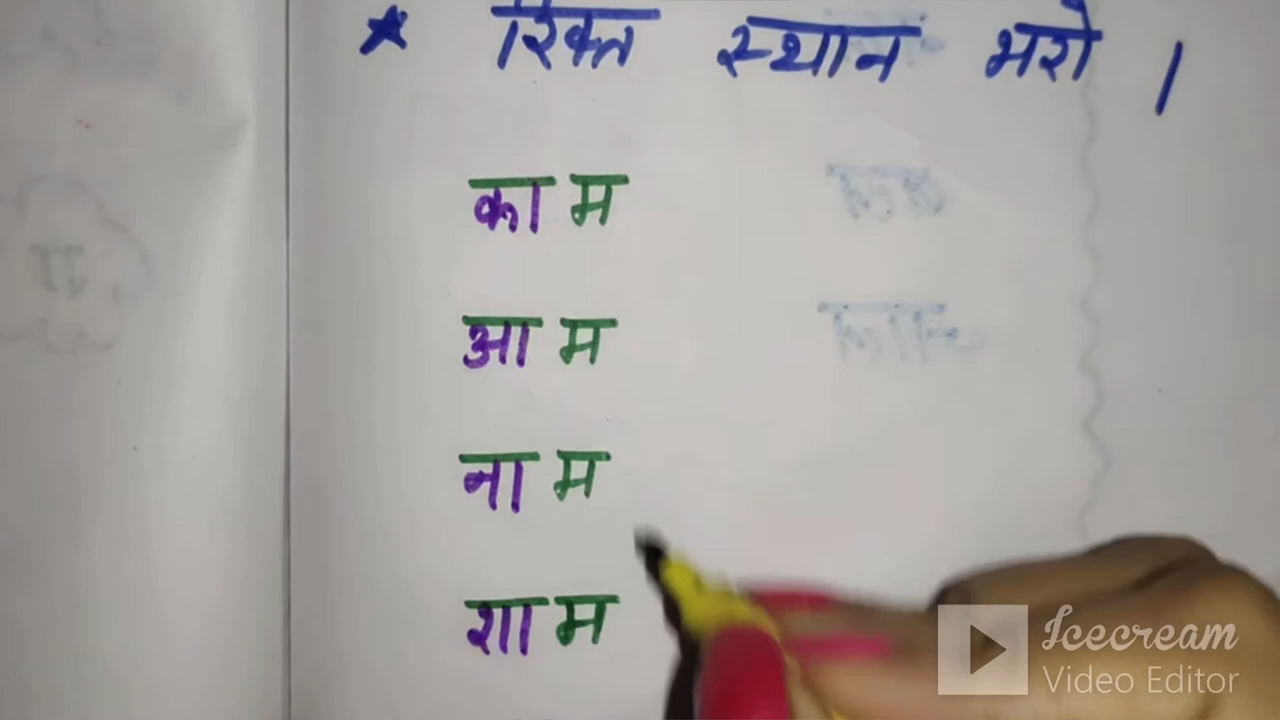 ★ रिक्त स्थान भरो ।
काम
आम
नाम
शाम
Icecream
Video Editor